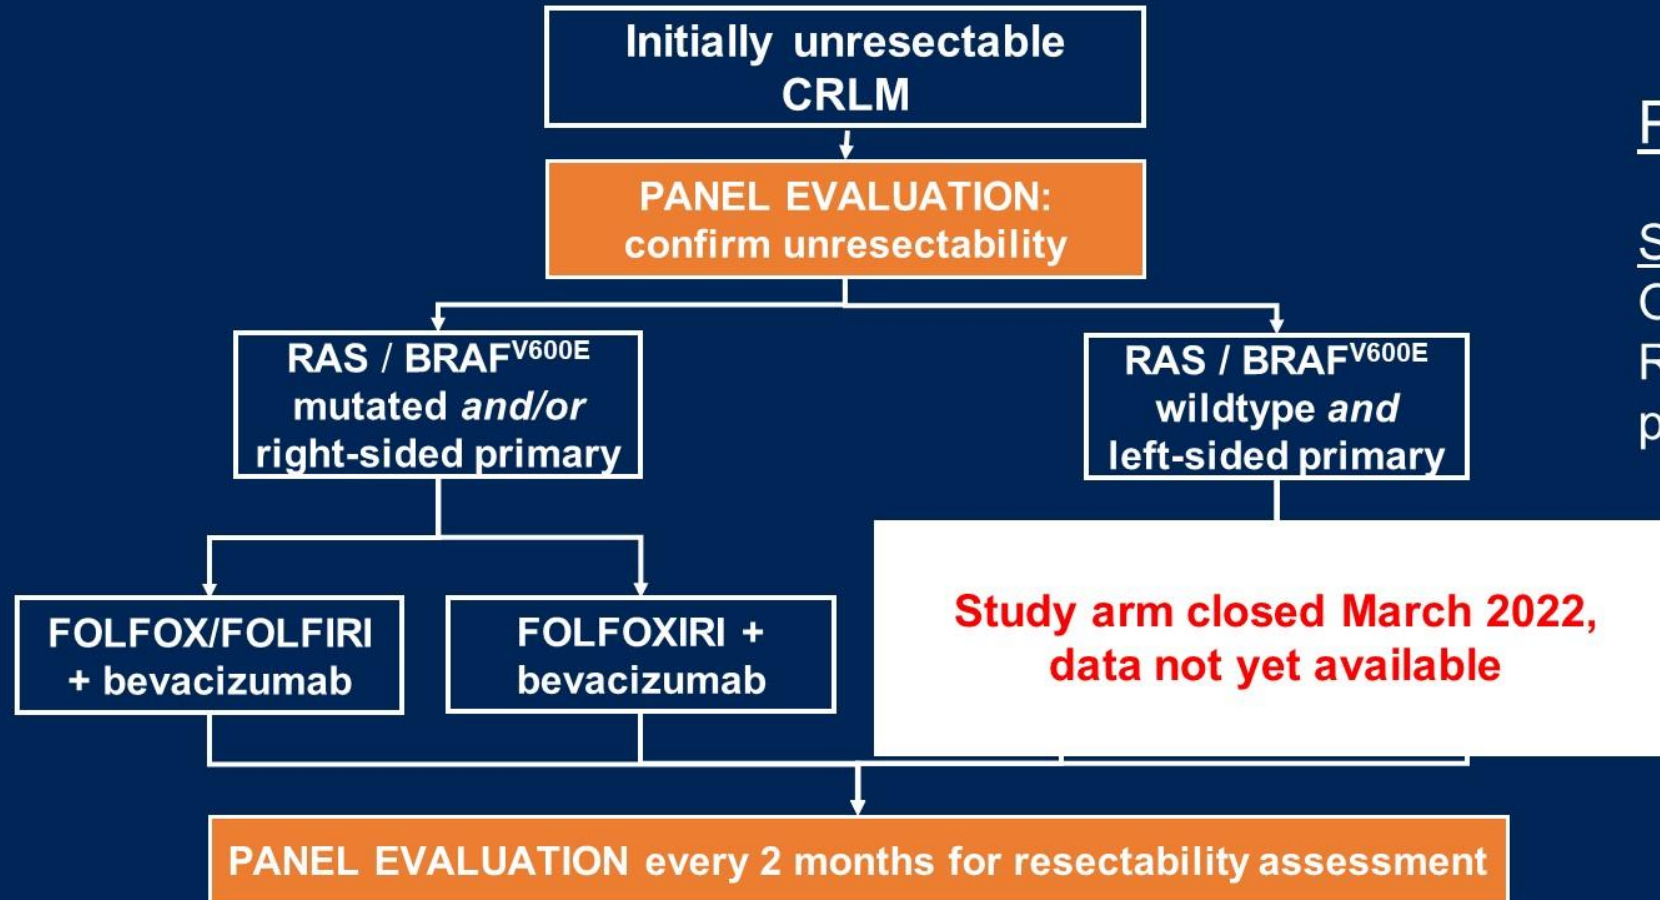 Initially unresectable
CRLM
PANEL EVALUATION:
confirm unresectability
RAS / BRAFV600E
mutated and/or
right-sided primary
RAS / BRAFV600E
wildtype and
left-sided primary
FOLFOX/FOLFIRI
+ bevacizumab
FOLFOXIRI +
bevacizumab
Study arm closed March 2022,
data not yet available
PANEL EVALUATION every 2 months for resectability assessment